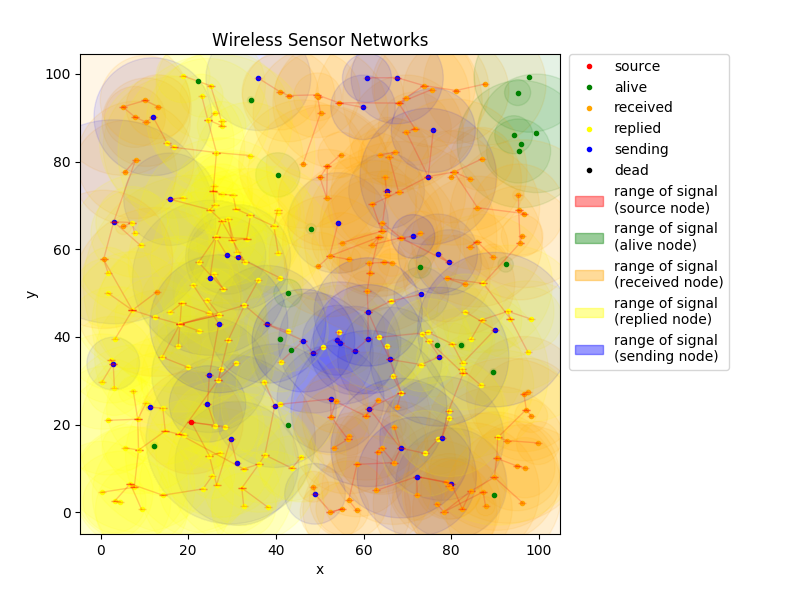 Wireless Sensor Networks
100
80
60
40
20
0
y
0 20 40 60 80 100
x
source
alive
received
replied
sending
dead
range of signal
(source node)
range of signal
(alive node)
range of signal
(received node)
range of signal
(replied node)
range of signal
(sending node)